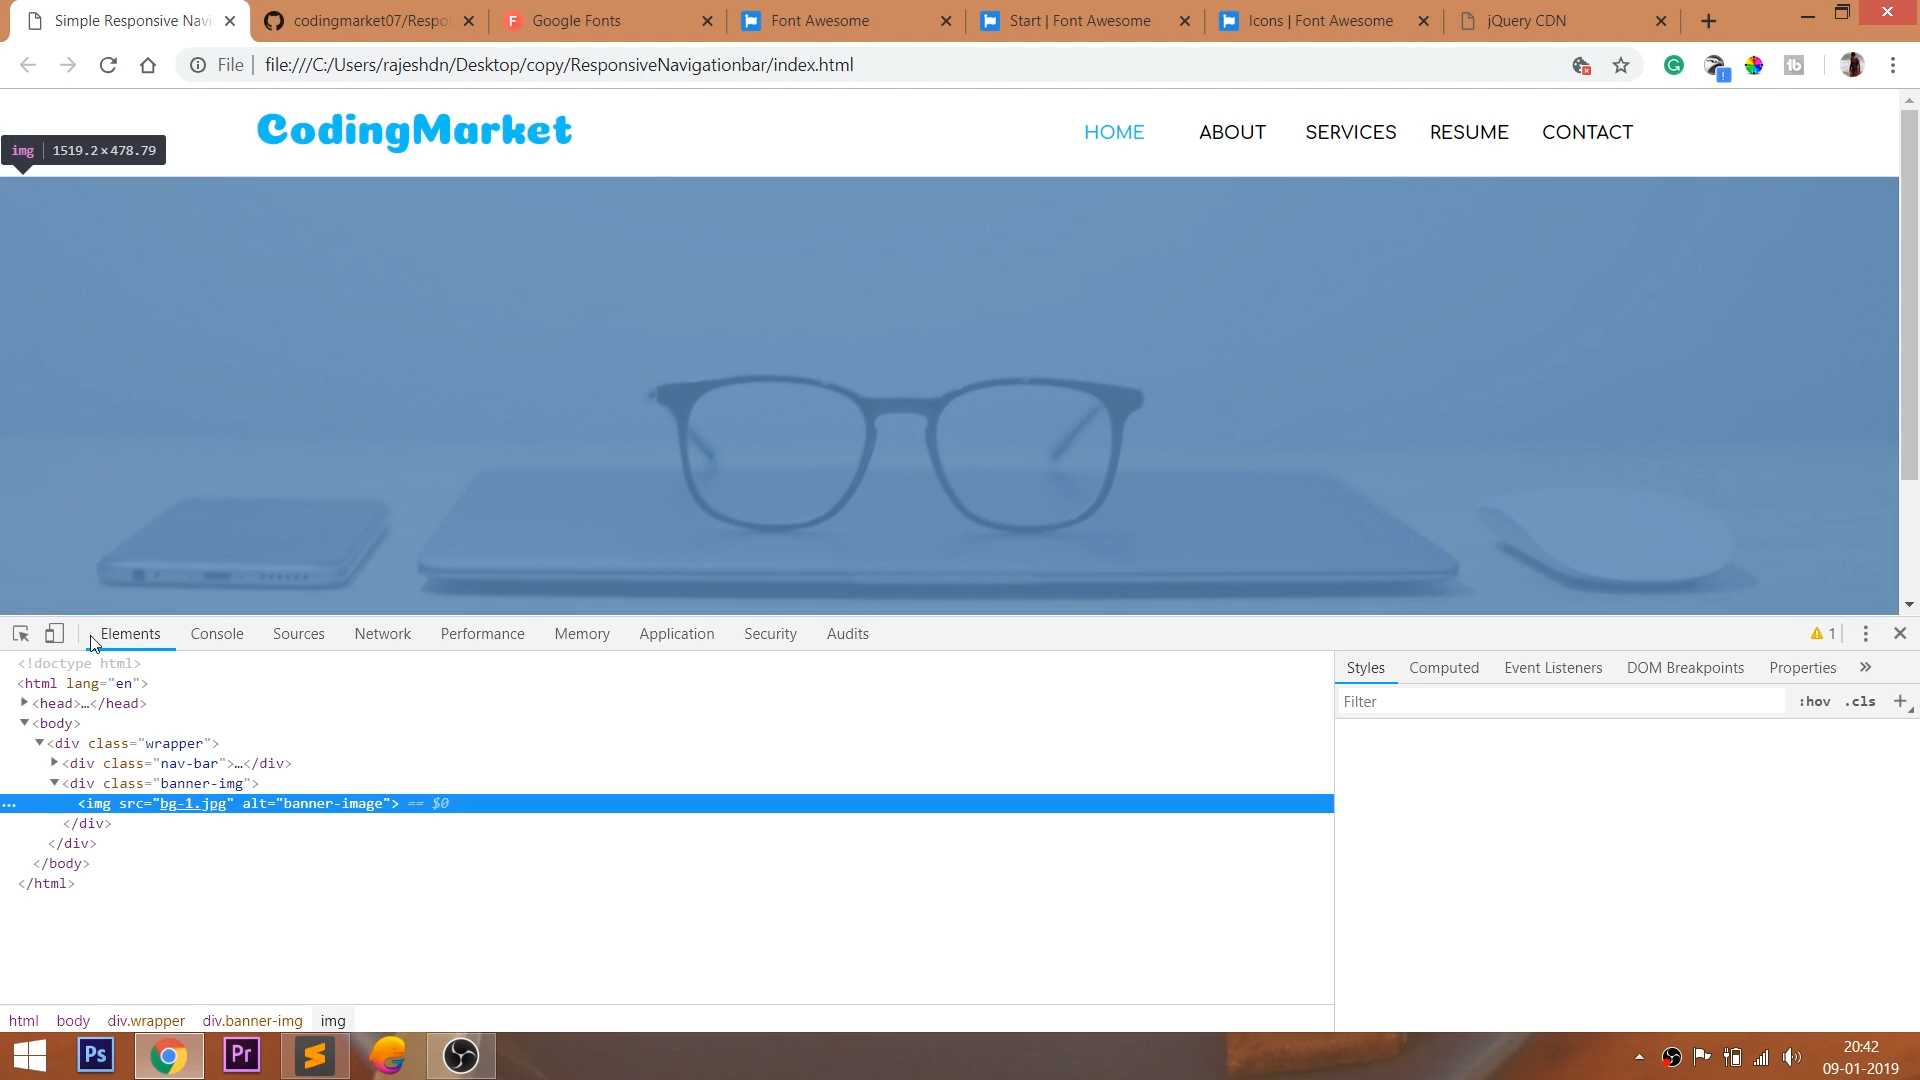 Simple Responsive Navi
codingmarket07/Respo
Google Fonts
Font Awesome
Start | Font Awesome
Icons | Font Awesome
jQuery CDN
File
file:///C:/Users/rajeshdn/Desktop/copy/ResponsiveNavigationbar/index.html
CodingMarket
HOME ABOUT SERVICES RESUME CONTACT
img 1519.2×478.79
Elements Console Sources Network Performance Memory Application Security Audits
1
<!doctype html>
<html lang="en">
<head>…</head>
<body>
<div class="wrapper">
<div class="nav-bar">…</div>
<div class="banner-img">
... <img src="bg-1.jpg" alt="banner-image"> == $0
</div>
</div>
</body>
</html>
Styles Computed Event Listeners DOM Breakpoints Properties »
Filter
:hov .cls +
html body div.wrapper div.banner-img img
Ps
Pr
20:42
09-01-2019